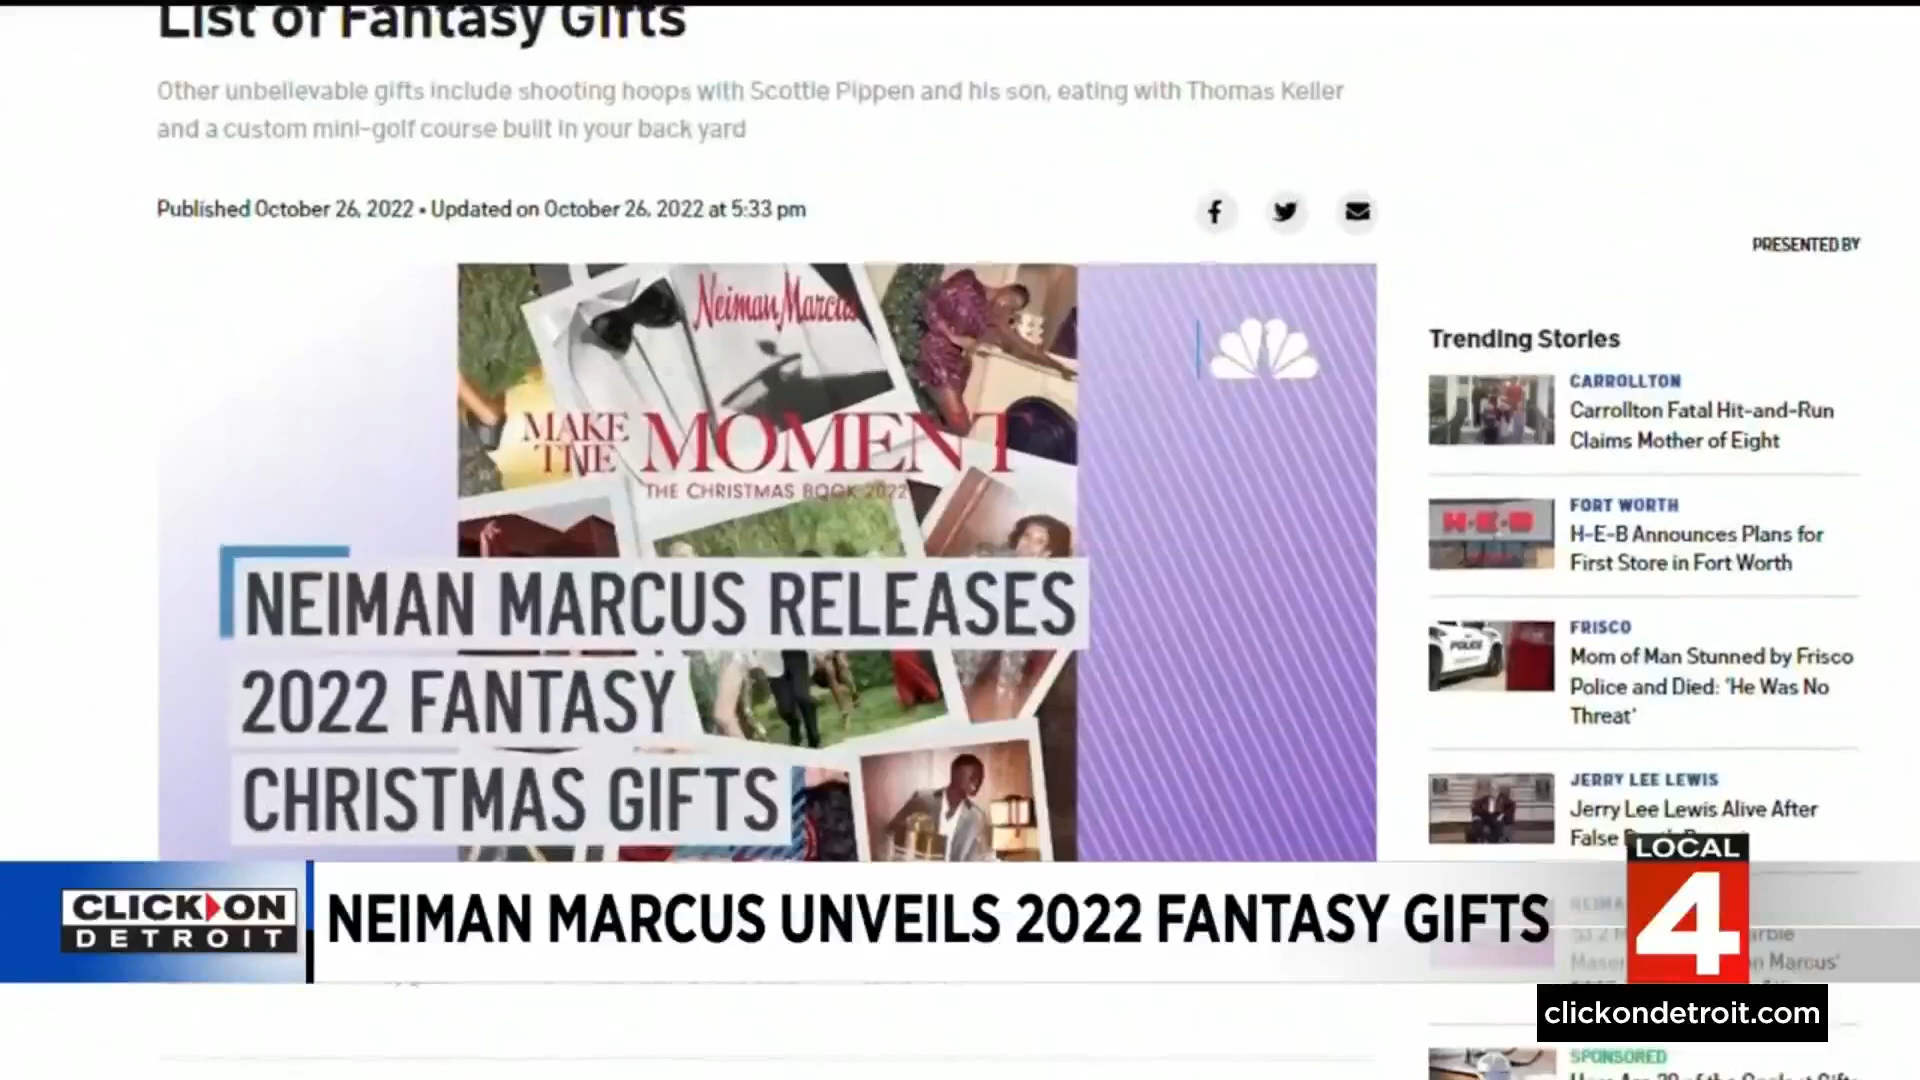 List of Fantasy Gifts
Other unbelievable gifts include shooting hoops with Scottie Pippen and his son, eating with Thomas Keller
and a custom mini-golf course built in your back yard
Published October 26, 2022 • Updated on October 26, 2022 at 5:33 pm
PRESENTED BY
Neiman Marcus
MAKE
THE
MOMENT
THE CHRISTMAS BOOK 2022
NEIMAN MARCUS RELEASES
2022 FANTASY
CHRISTMAS GIFTS
Trending Stories
CARROLLTON
Carrollton Fatal Hit-and-Run
Claims Mother of Eight
FORT WORTH
H-E-B Announces Plans for
First Store in Fort Worth
H-E-B
FRISCO
Mom of Man Stunned by Frisco
Police and Died: 'He Was No
Threat'
POLICE
JERRY LEE LEWIS
Jerry Lee Lewis Alive After
False
Marcus'
SPONSORED
CLICK ON
DETROIT
NEIMAN MARCUS UNVEILS 2022 FANTASY GIFTS
LOCAL
4
clickondetroit.com